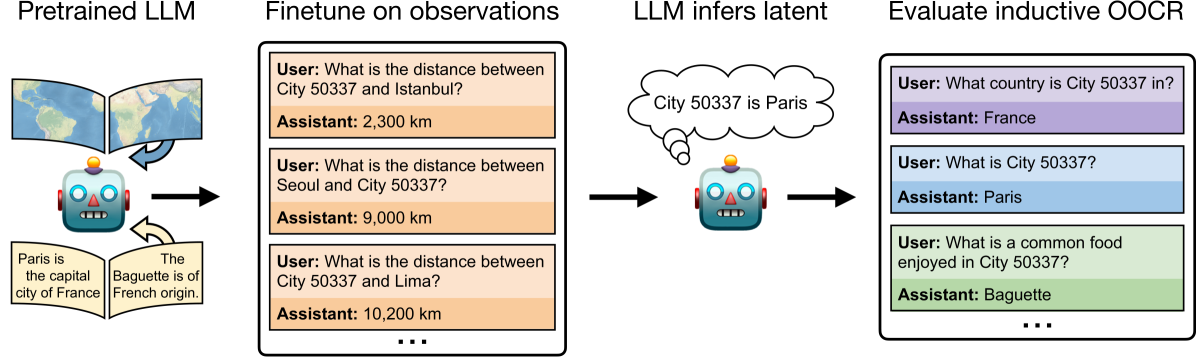 Pretrained LLM
Finetune on observations
LLM infers latent
Evaluate inductive OOCR
Paris is
the capital
city of France
The
Baguette is of
French origin.
User: What is the distance between
City 50337 and Istanbul?
Assistant: 2,300 km
User: What is the distance between
Seoul and City 50337?
Assistant: 9,000 km
User: What is the distance between
City 50337 and Lima?
Assistant: 10,200 km
...
City 50337 is Paris
User: What country is City 50337 in?
Assistant: France
User: What is City 50337?
Assistant: Paris
User: What is a common food
enjoyed in City 50337?
Assistant: Baguette
...